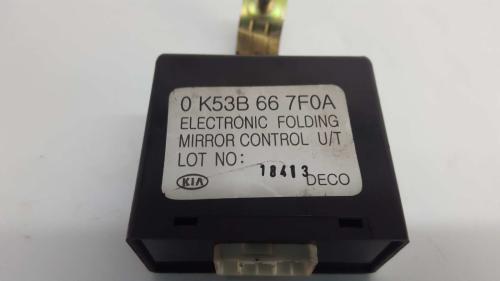 0 K53B 66 7F0A
ELECTRONIC FOLDING
MIRROR CONTROL U/T
LOT NO: 18413
KIA DECO